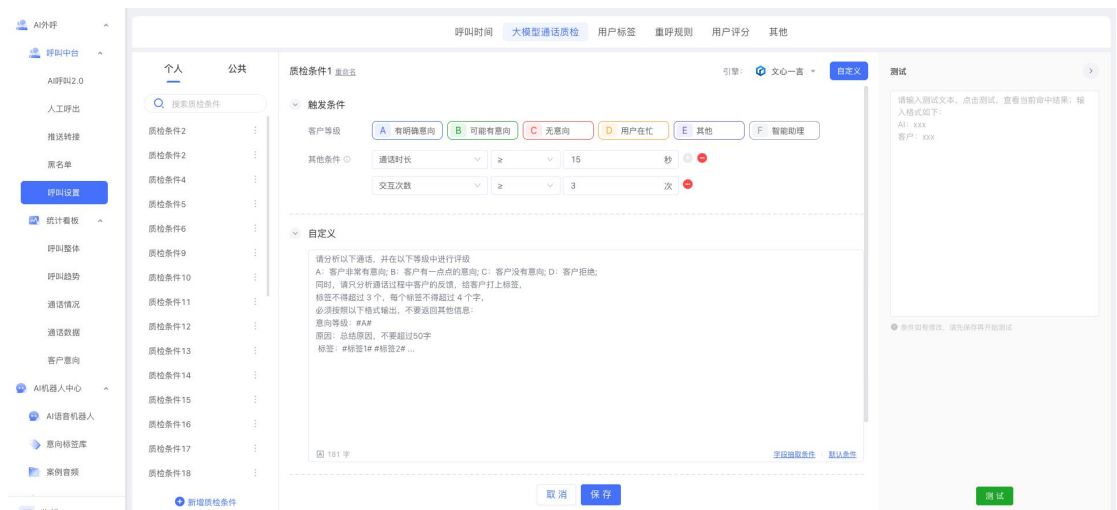 AI外呼
呼叫中台
AI呼叫2.0
人工呼出
推送转接
黑名单
呼叫设置
统计看板
呼叫整体
呼叫趋势
通话情况
通话数据
客户意向
AI机器人中心
AI语音机器人
意向标签库
案例音频
呼叫时间 大模型通话质检 用户标签 重呼规则 用户评分 其他
个人 公共
搜索质检条件
质检条件2
质检条件2
质检条件4
质检条件5
质检条件6
质检条件9
质检条件10
质检条件11
质检条件12
质检条件13
质检条件14
质检条件15
质检条件16
质检条件17
质检条件18
新增质检条件
质检条件1 重命名 引擎: 文心一言 自定义
触发条件
客户等级 A 有明确意向 B 可能有意向 C 无意向 D 用户在忙 E 其他 F 智能助理
其他条件 通话时长 ≥ 15 秒
交互次数 ≥ 3 次
自定义
请分析以下通话，并在以下等级中进行评级
A：客户非常有意向; B：客户有一点点的意向; C：客户没有意向; D：客户拒绝;
同时，请只分析通话过程中客户的反馈，给客户打上标签，
标签不得超过 3 个，每个标签不得超过 4 个字，
必须按照以下格式输出，不要返回其他信息:
意向等级：#A#
原因：总结原因，不要超过50字
标签：#标签1# #标签2# ...
181 字 字段抽取条件 默认条件
取消 保存
测试
请输入测试文本，点击测试，查看当前命中结果；输
入格式如下:
AI：xxx
客户：xxx
条件如有修改，请先保存再开始测试
测试